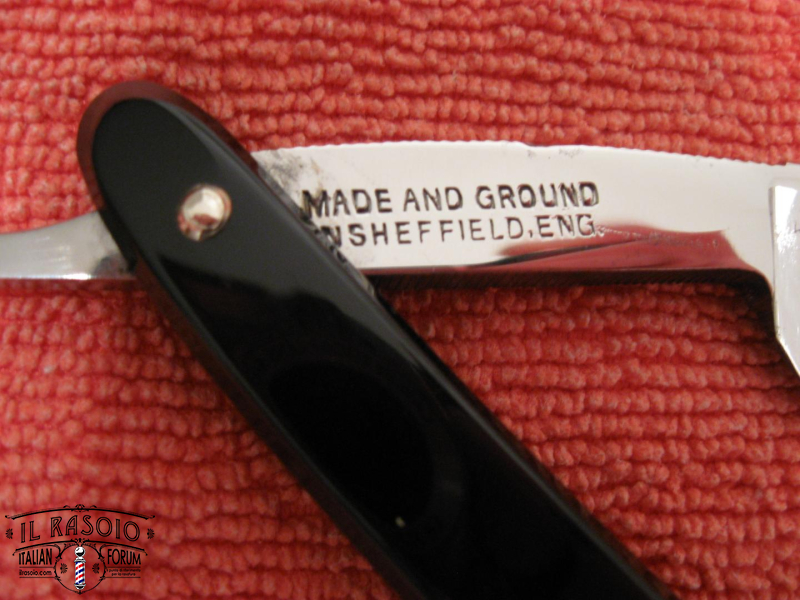 MADE AND GROUND
IN SHEFFIELD, ENG.
IL RASOIO
ITALIAN FORUM
ilrasoio.com